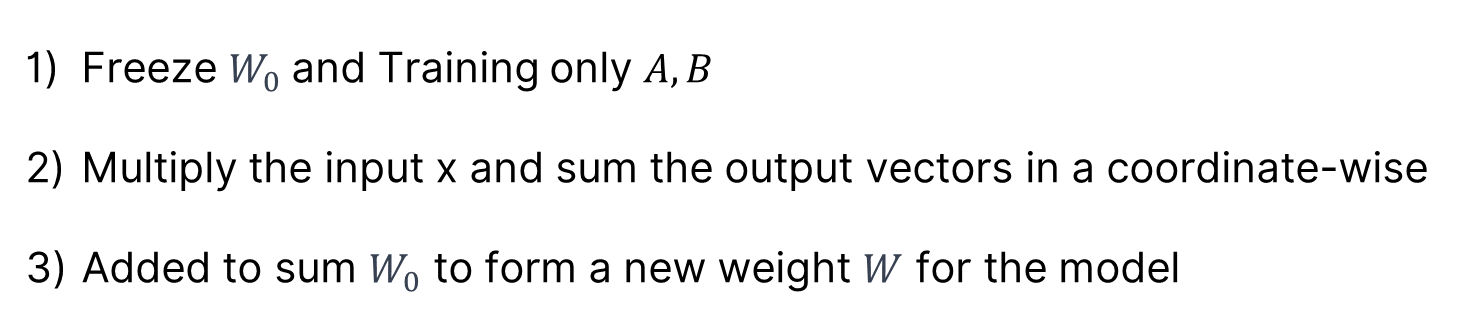 1) Freeze W₀ and Training only A, B
2) Multiply the input x and sum the output vectors in a coordinate-wise
3) Added to sum W₀ to form a new weight W for the model